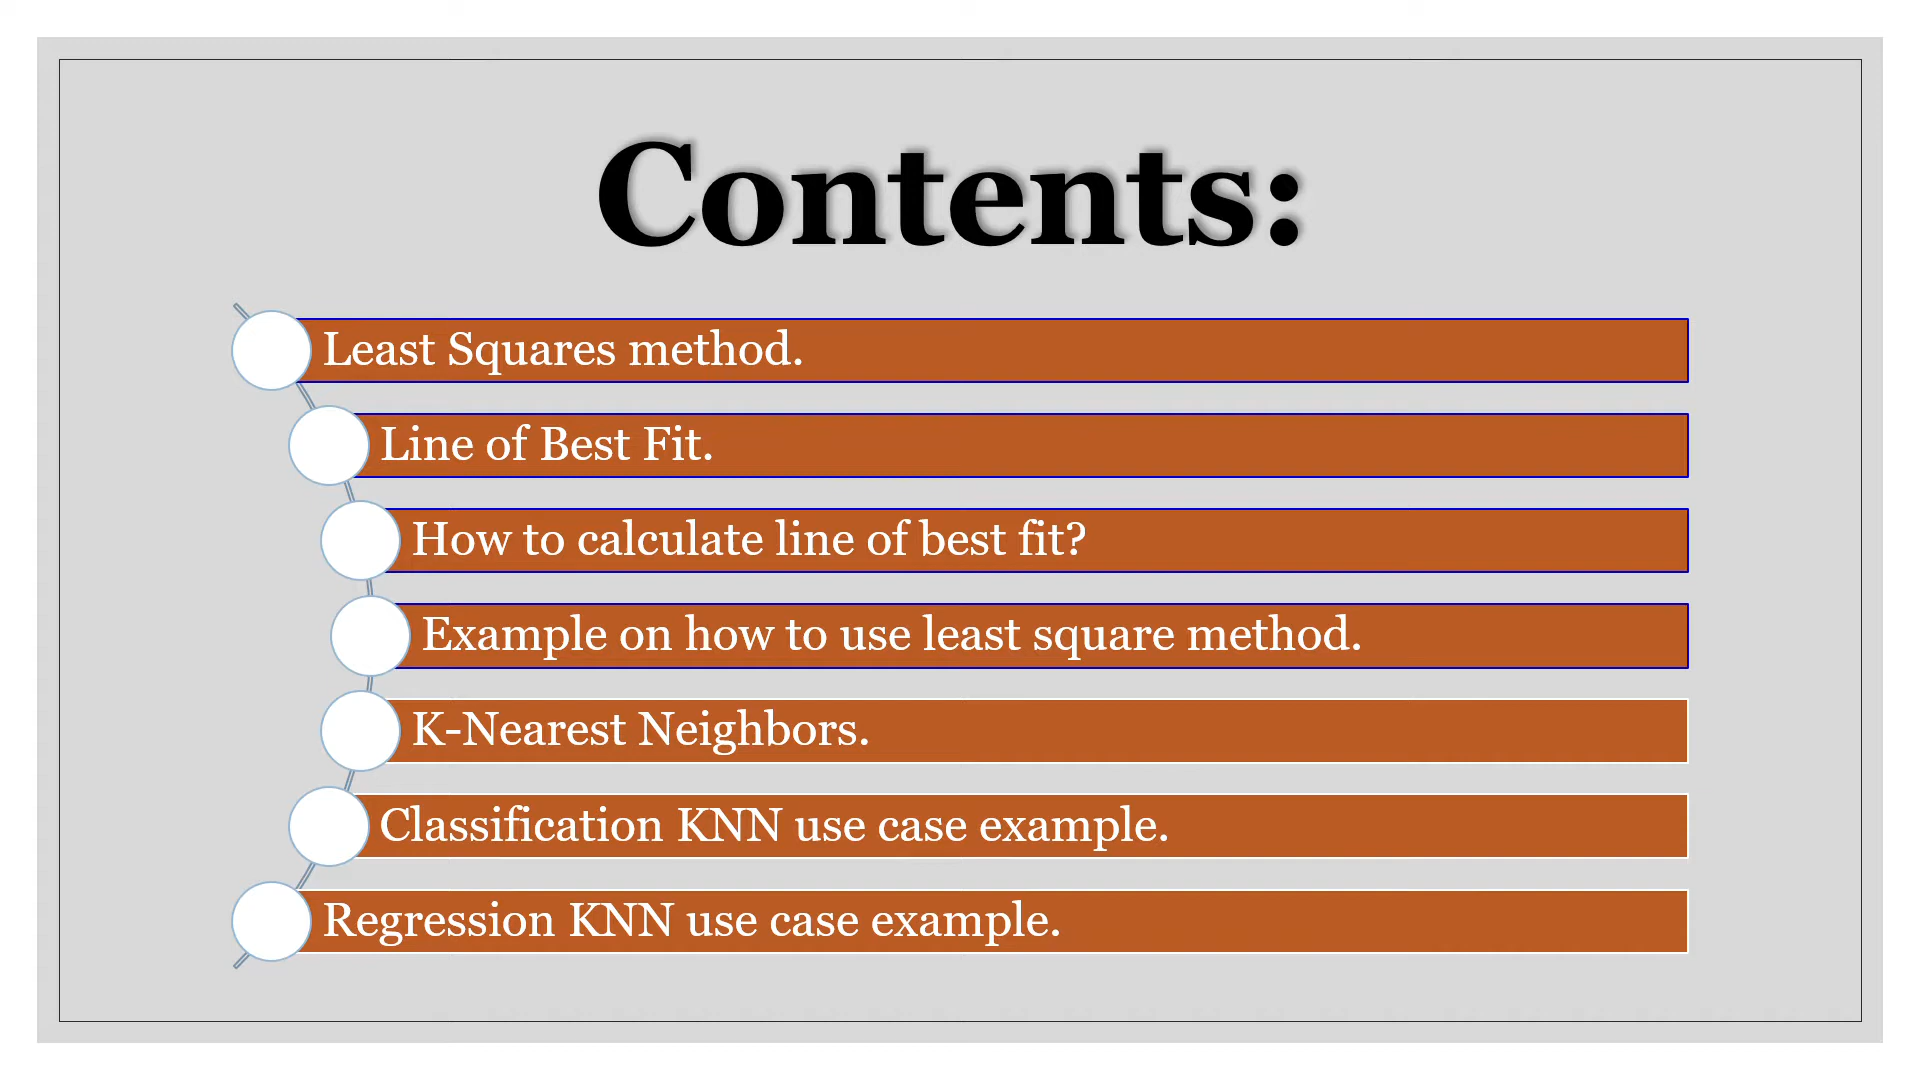 Contents:
Least Squares method.
Line of Best Fit.
How to calculate line of best fit?
Example on how to use least square method.
K-Nearest Neighbors.
Classification KNN use case example.
Regression KNN use case example.